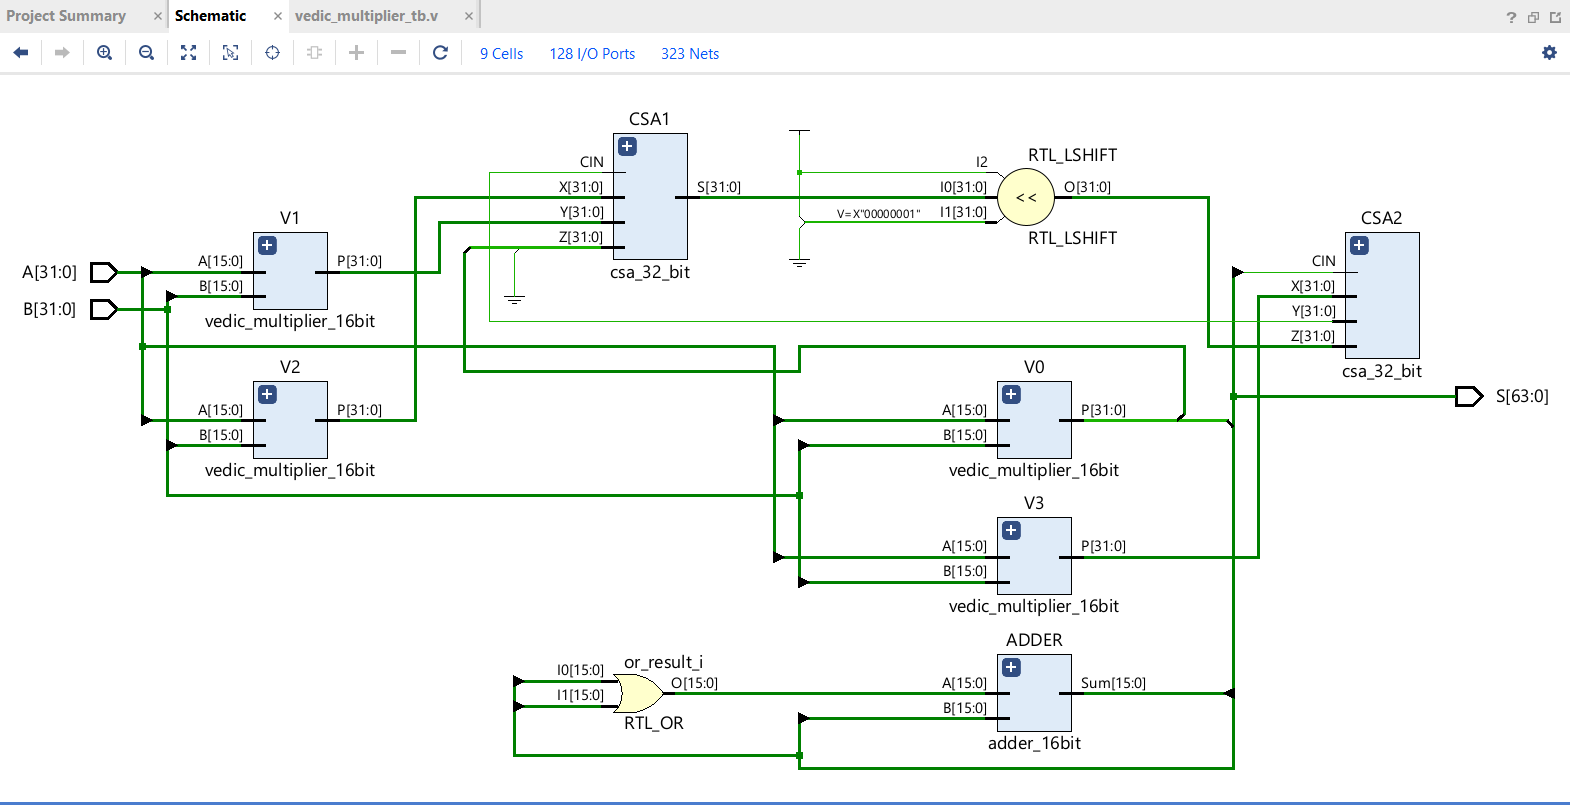 Project Summary × Schematic × vedic_multiplier_tb.v ×
9 Cells 128 I/O Ports 323 Nets
CSA1
CIN
X[31:0]
Y[31:0]
Z[31:0]
S[31:0]
csa_32_bit
RTL_LSHIFT
I2
I0[31:0]
V=X"00000001" I1[31:0]
<<
O[31:0]
RTL_LSHIFT
CSA2
CIN
X[31:0]
Y[31:0]
Z[31:0]
csa_32_bit
A[31:0]
B[31:0]
V1
A[15:0]
B[15:0]
P[31:0]
vedic_multiplier_16bit
V2
A[15:0]
B[15:0]
P[31:0]
vedic_multiplier_16bit
V0
A[15:0]
B[15:0]
P[31:0]
vedic_multiplier_16bit
S[63:0]
V3
A[15:0]
B[15:0]
P[31:0]
vedic_multiplier_16bit
or_result_i
I0[15:0]
I1[15:0]
O[15:0]
RTL_OR
ADDER
A[15:0]
B[15:0]
Sum[15:0]
adder_16bit